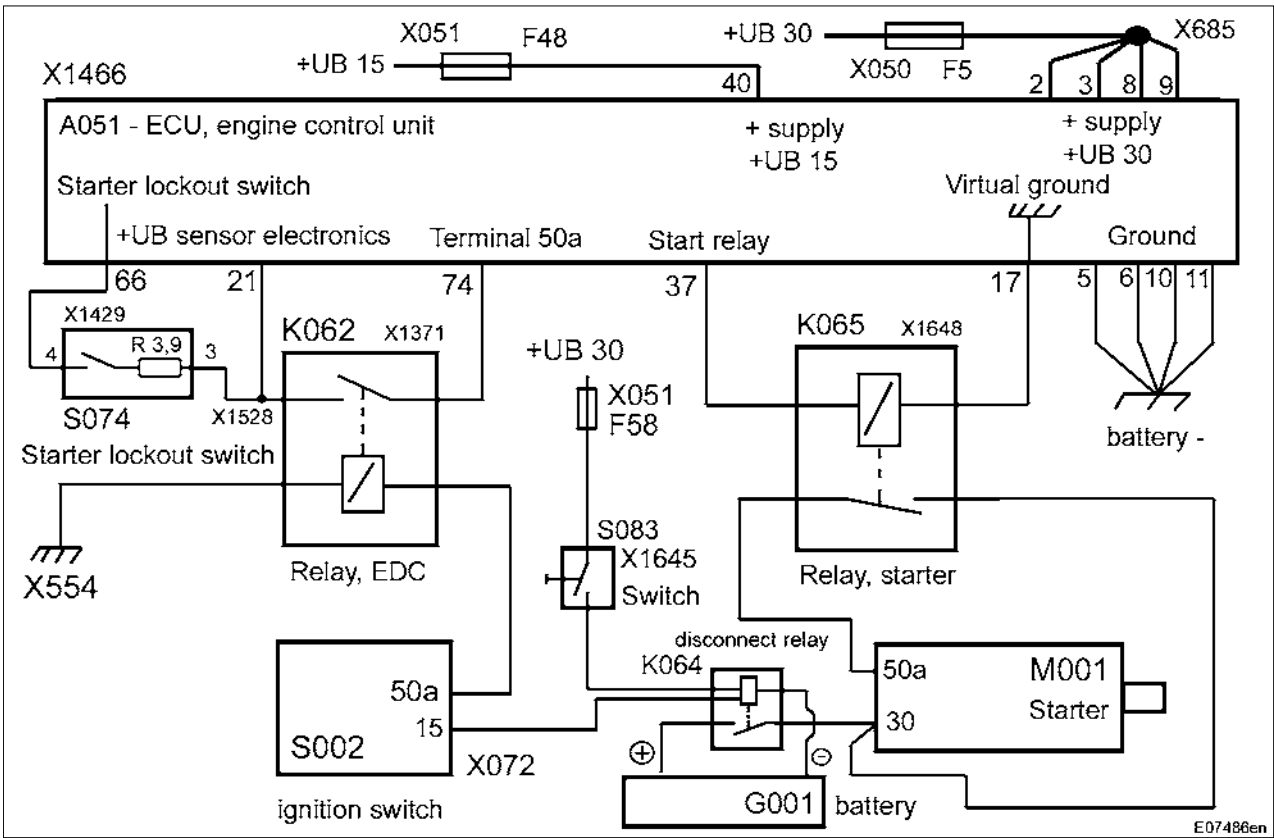 X051 F48
+UB 15
+UB 30
X050 F5
X685
X1466
40
2 3 8 9
A051 - ECU, engine control unit
+ supply
+UB 15
+ supply
+UB 30
Starter lockout switch
Virtual ground
+UB sensor electronics
Terminal 50a
Start relay
Ground
66
21
74
37
17
5 6 10 11
X1429
4
R 3,9
3
S074
Starter lockout switch
X1528
K062
X1371
Relay, EDC
X554
+UB 30
X051
F58
S083
X1645
Switch
K065
X1648
Relay, starter
battery -
50a
15
S002
X072
ignition switch
disconnect relay
K064
+
-
G001
battery
50a
30
M001
Starter
E07486en